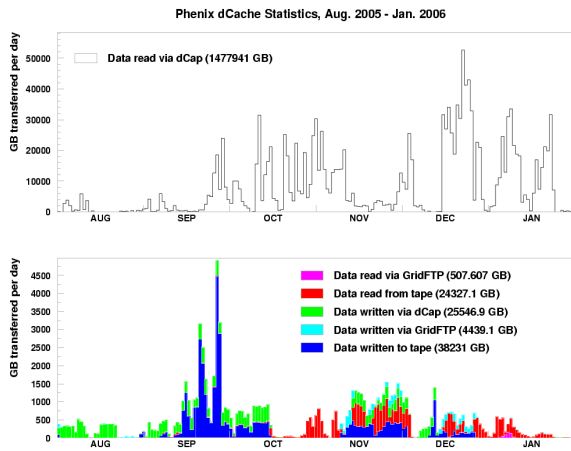 Phenix dCache Statistics, Aug. 2005 - Jan. 2006
GB transferred per day
Data read via dCap (1477941 GB)
50000
40000
30000
20000
10000
0
AUG SEP OCT NOV DEC JAN
GB transferred per day
Data read via GridFTP (507.607 GB)
Data read from tape (24327.1 GB)
Data written via dCap (25546.9 GB)
Data written via GridFTP (4439.1 GB)
Data written to tape (38231 GB)
4500
4000
3500
3000
2500
2000
1500
1000
500
0
AUG SEP OCT NOV DEC JAN